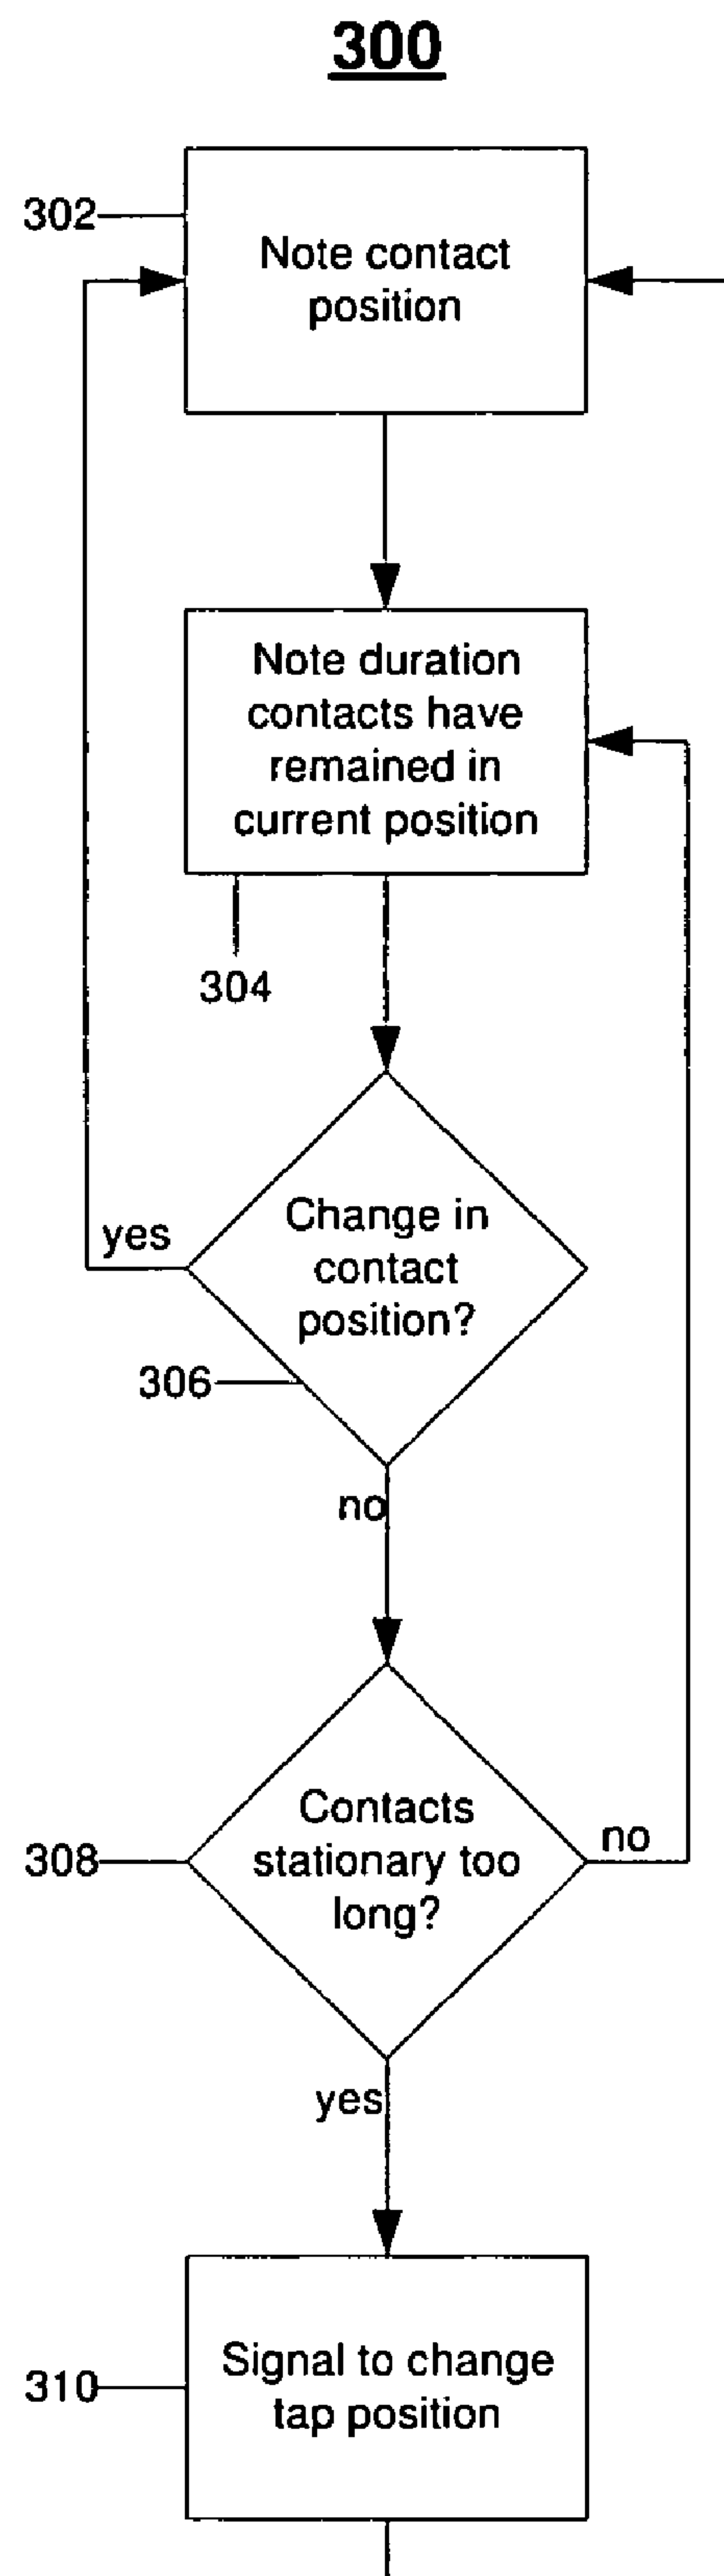 300
302
Note contact
position
Note duration
contacts have
remained in
current position
304
Change in
contact
position?
yes
306
no
Contacts
stationary too
long?
308
no
yes
Signal to change
tap position
310